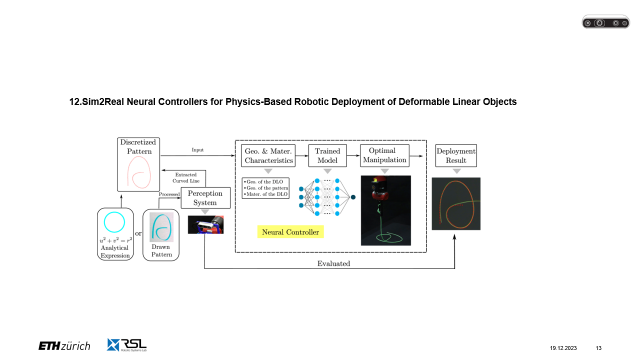 12.Sim2Real Neural Controllers for Physics-Based Robotic Deployment of Deformable Linear Objects
Discretized
Pattern
Input
Extracted
Curved Line
Processed
Perception
System
u² + v² = r²
Analytical
Expression
or
Drawn
Pattern
Geo. & Mater.
Characteristics
• Geo. of the DLO
• Geo. of the pattern
• Mater. of the DLO
Trained
Model
Optimal
Manipulation
Neural Controller
Deployment
Result
Evaluated
ETH zürich
RSL
19.12.2023
13